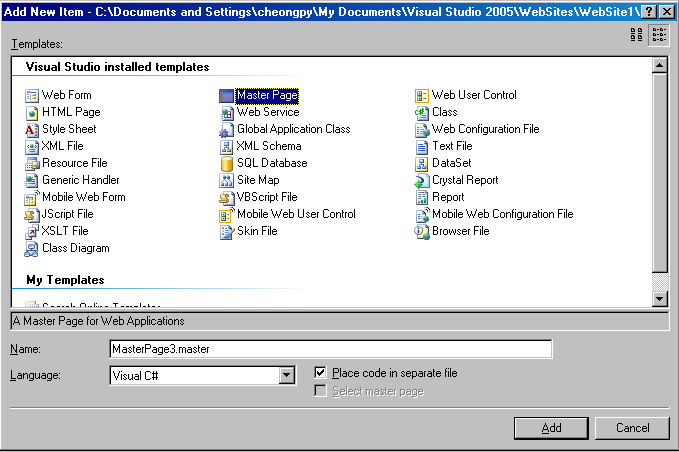 Add New Item - C:\Documents and Settings\cheongpy\My Documents\Visual Studio 2005\WebSites\WebSite1\
Templates:
Visual Studio installed templates
Web Form Master Page Web User Control
HTML Page Web Service Class
Style Sheet Global Application Class Web Configuration File
XML File XML Schema Text File
Resource File SQL Database DataSet
Generic Handler Site Map Crystal Report
Mobile Web Form VBScript File Report
JScript File Mobile Web User Control Mobile Web Configuration File
XSLT File Skin File Browser File
Class Diagram
My Templates
Search Online Templates
A Master Page for Web Applications
Name: MasterPage3.master
Language: Visual C# Place code in separate file
Select master page
Add Cancel